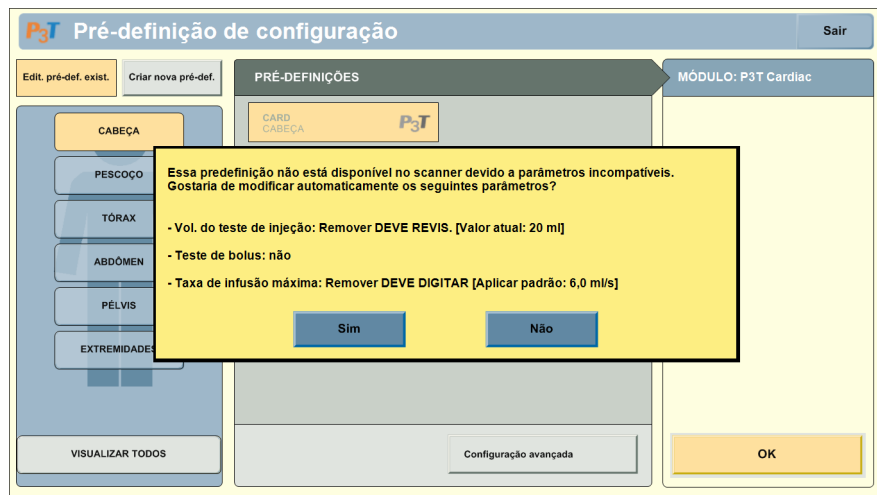 P3T Pré-definição de configuração
Sair
Edit. pré-def. exist.
Criar nova pré-def.
PRÉ-DEFINIÇÕES
MÓDULO: P3T Cardiac
CARD
CABEÇA
P3T
CABEÇA
PESCOÇO
TÓRAX
ABDÔMEN
PÉLVIS
EXTREMIDADES
VISUALIZAR TODOS
Essa predefinição não está disponível no scanner devido a parâmetros incompatíveis.
Gostaria de modificar automaticamente os seguintes parâmetros?
- Vol. do teste de injeção: Remover DEVE REVIS. [Valor atual: 20 ml]
- Teste de bolus: não
- Taxa de infusão máxima: Remover DEVE DIGITAR [Aplicar padrão: 6,0 ml/s]
Sim
Não
Configuração avançada
OK